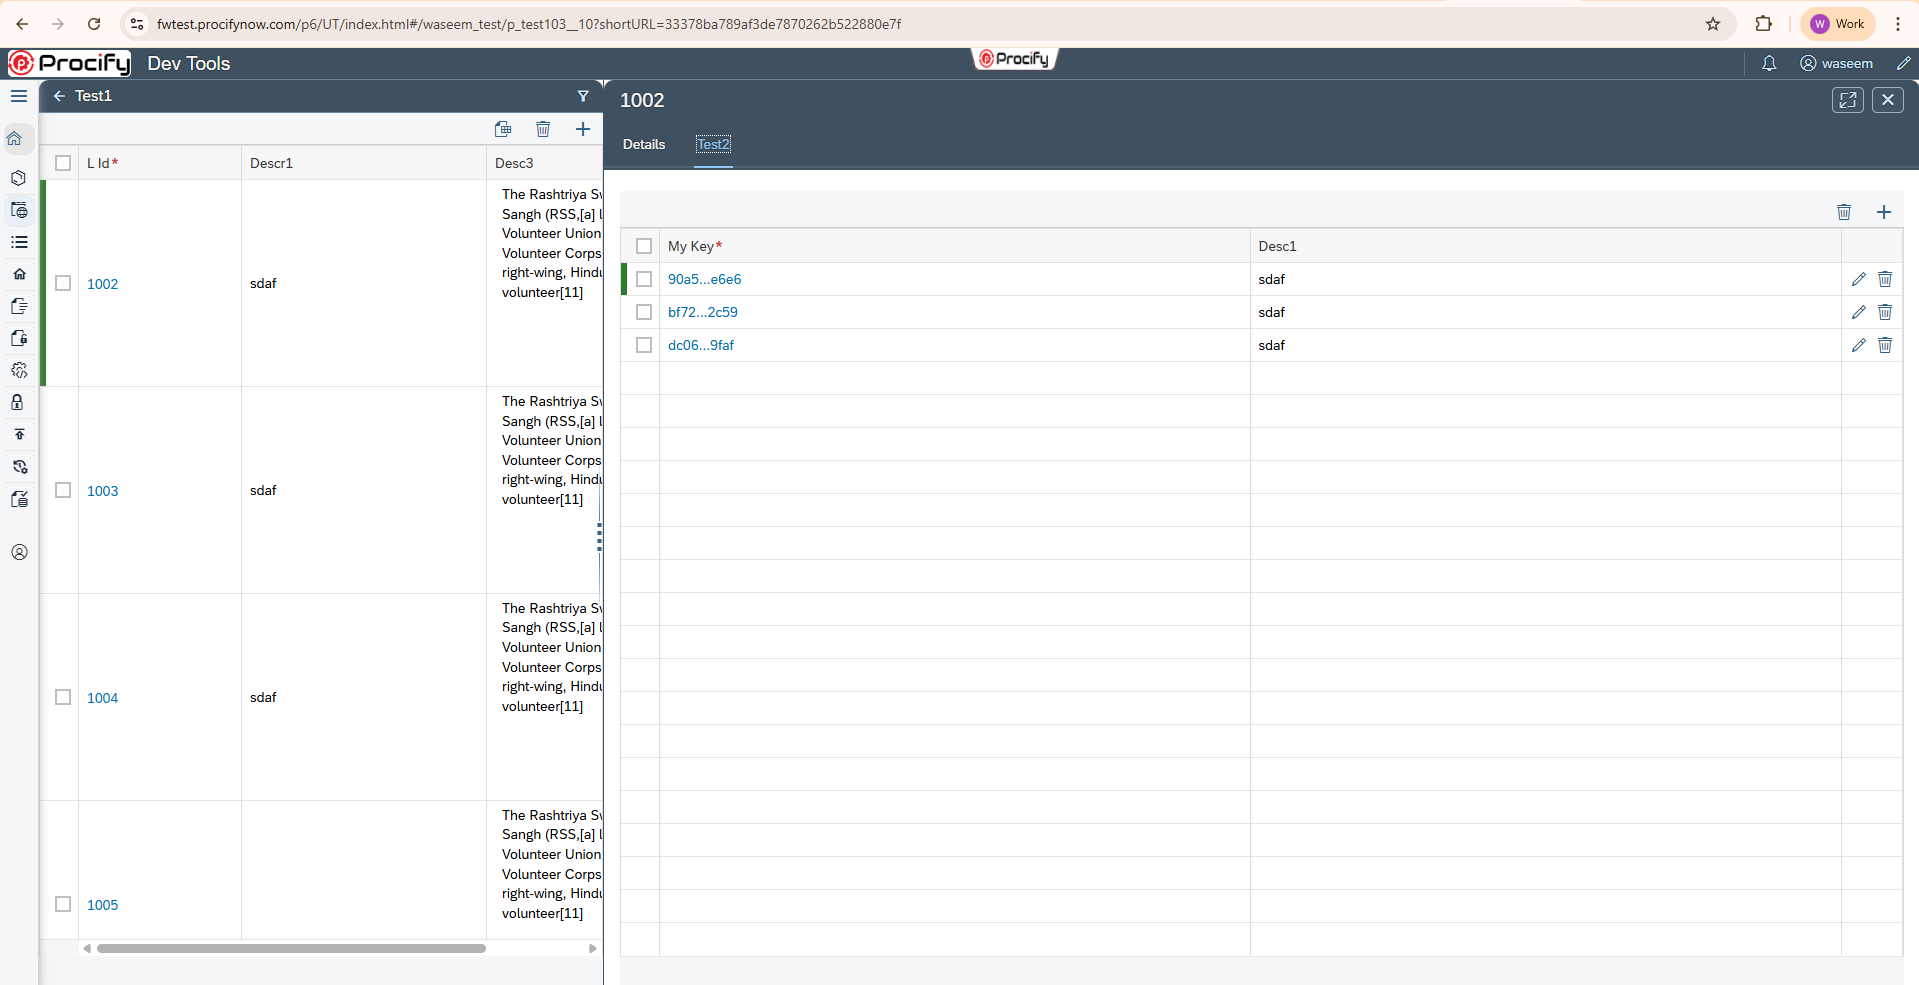 fwtest.procifynow.com/p6/UT/index.html#/waseem_test/p_test103__10?shortURL=33378ba789af3de7870262b522880e7f
W Work
Procify Dev Tools
Procify
waseem
Test1
L Id*
Descr1
Desc3
1002
sdaf
The Rashtriya
Sangh (RSS,[a]
Volunteer Union
Volunteer Corps
right-wing,
volunteer[11]
1003
sdaf
The Rashtriya
Sangh (RSS,[a]
Volunteer Union
Volunteer Corps
right-wing,
volunteer[11]
1004
sdaf
The Rashtriya
Sangh (RSS,[a]
Volunteer Union
Volunteer Corps
right-wing,
volunteer[11]
1005
The Rashtriya
Sangh (RSS,[a]
Volunteer Union
Volunteer Corps
right-wing,
volunteer[11]
1002
Details
Test2
My Key*
Desc1
90a5...e6e6
sdaf
bf72...2c59
sdaf
dc06...9faf
sdaf